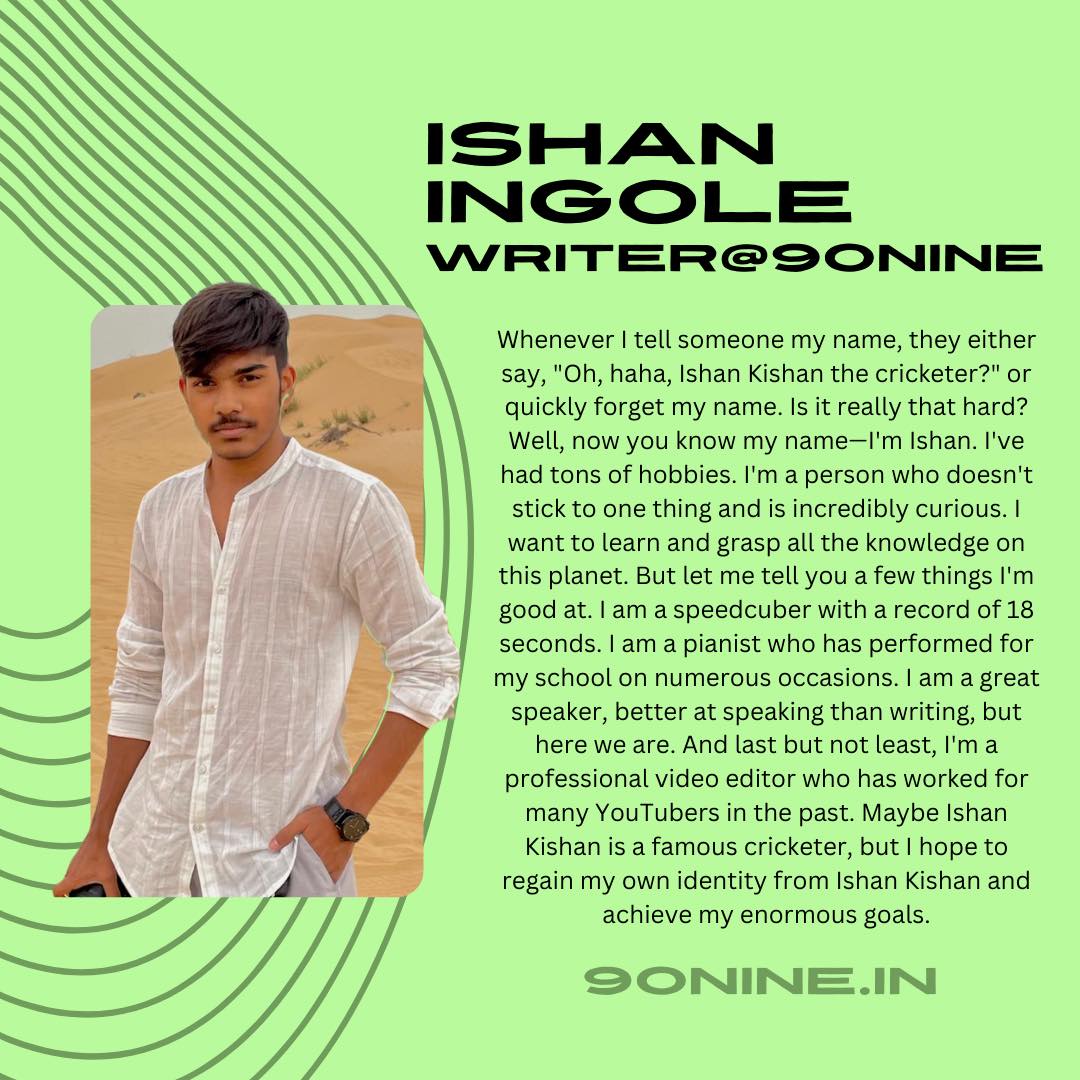 ISHAN
INGOLE
WRITER@9ONINE
Whenever I tell someone my name, they either
say, "Oh, haha, Ishan Kishan the cricketer?" or
quickly forget my name. Is it really that hard?
Well, now you know my name—I'm Ishan. I've
had tons of hobbies. I'm a person who doesn't
stick to one thing and is incredibly curious. I
want to learn and grasp all the knowledge on
this planet. But let me tell you a few things I'm
good at. I am a speedcuber with a record of 18
seconds. I am a pianist who has performed for
my school on numerous occasions. I am a great
speaker, better at speaking than writing, but
here we are. And last but not least, I'm a
professional video editor who has worked for
many YouTubers in the past. Maybe Ishan
Kishan is a famous cricketer, but I hope to
regain my own identity from Ishan Kishan and
achieve my enormous goals.
9ONINE.IN